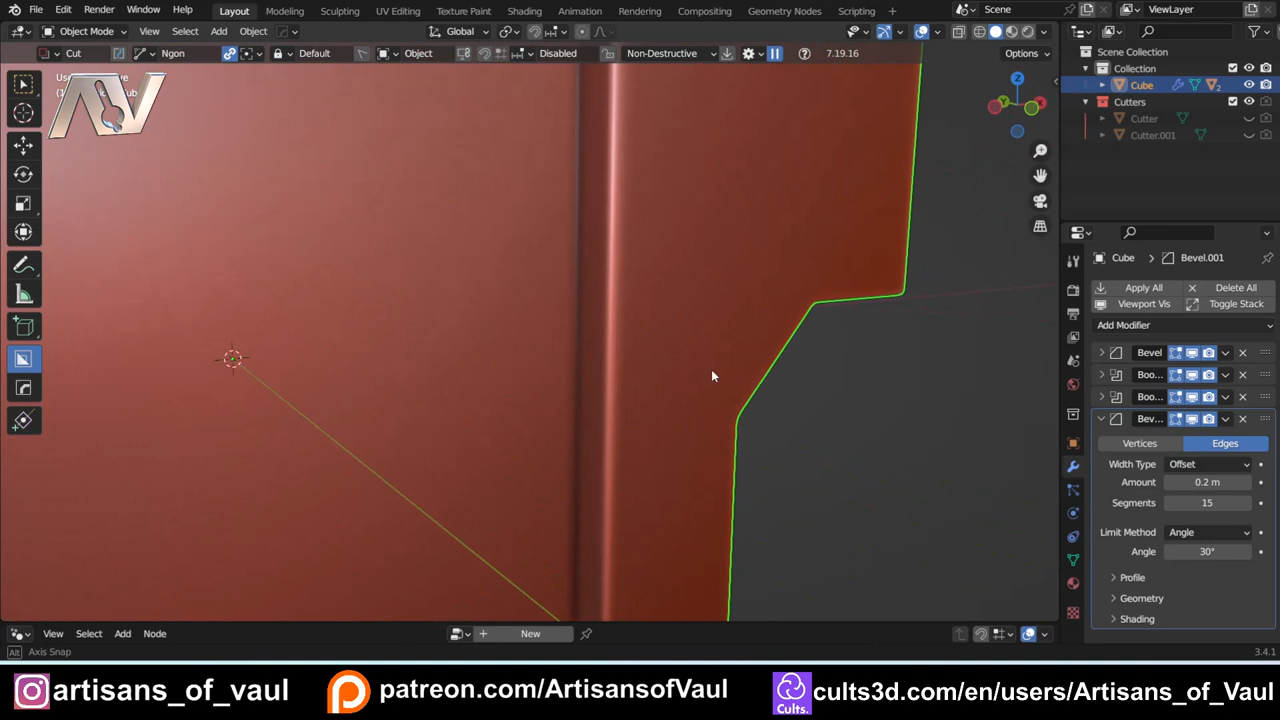 File Edit Render Window Help Layout Modeling Sculpting UV Editing Texture Paint Shading Animation Rendering Compositing Geometry Nodes Scripting Scene ViewLayer
Object Mode View Select Add Object Global Options
Cut Ngon Default Object Disabled Non-Destructive 7.19.16
AV
Z
Scene Collection
Collection
Cube 2
Cutters
Cutter
Cutter.001
Cube Bevel.001
Apply All Delete All
Viewport Vis Toggle Stack
Add Modifier
Bevel
Boo...
Boo...
Bev...
Vertices Edges
Width Type Offset
Amount 0.2 m
Segments 15
Limit Method Angle
Angle 30°
Profile
Geometry
Shading
View Select Add Node New
Alt Axis Snap 3.4.1
artisans_of_vaul patreon.com/ArtisansofVaul Cults. cults3d.com/en/users/Artisans_of_Vaul